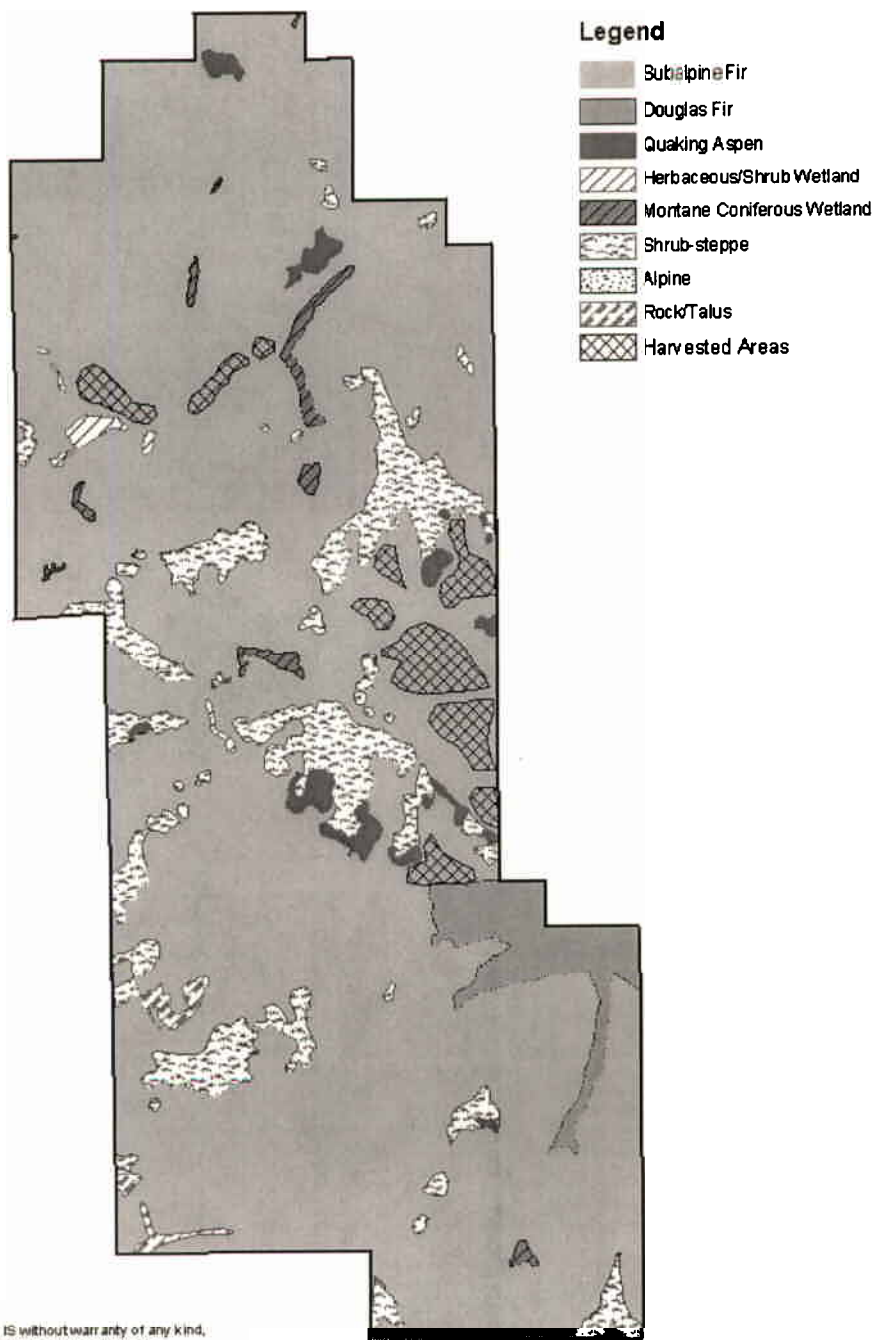 Legend
Subalpine Fir
Douglas Fir
Quaking Aspen
Herbaceous/Shrub Wetland
Montane Coniferous Wetland
Shrub-steppe
Alpine
Rock/Talus
Harvested Areas
IS without warranty of any kind,